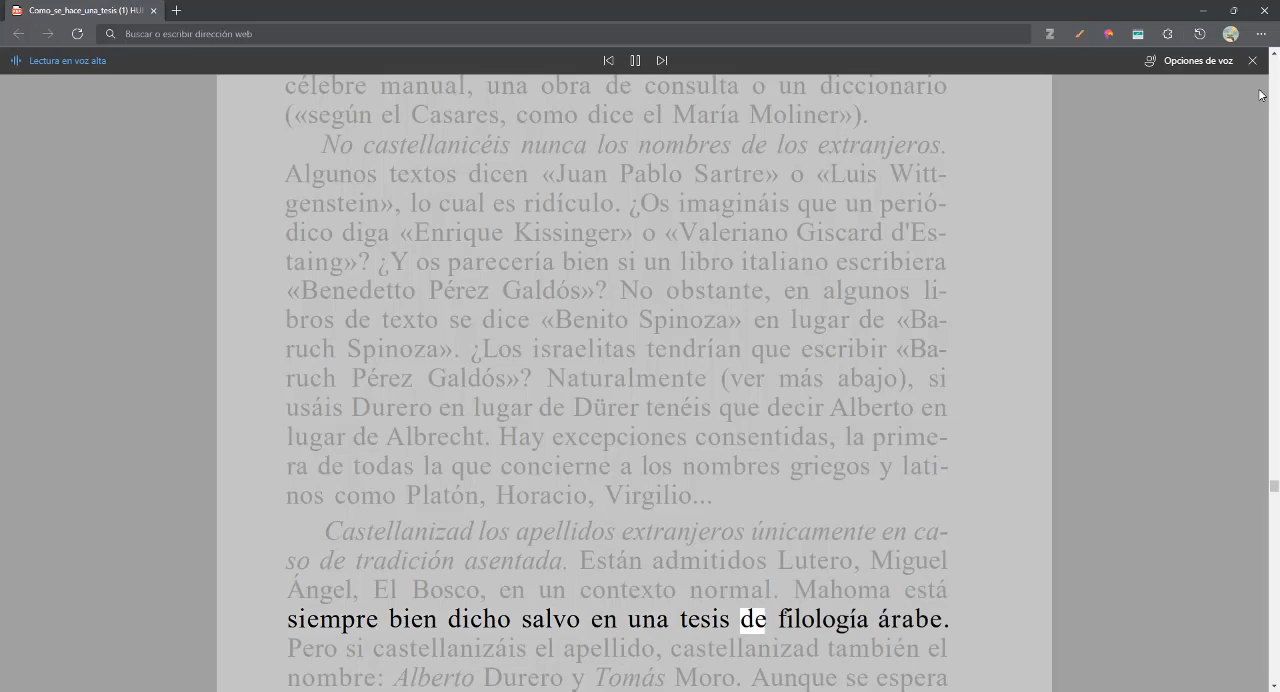 Como_se_hace_una_tesis (1) HU
Buscar o escribir dirección web
Lectura en voz alta
Opciones de voz
célebre manual, una obra de consulta o un diccionario
(«según el Casares, como dice el María Moliner»).
No castellanicéis nunca los nombres de los extranjeros.
Algunos textos dicen «Juan Pablo Sartre» o «Luis Witt-
genstein», lo cual es ridículo. ¿Os imagináis que un perió-
dico diga «Enrique Kissinger» o «Valeriano Giscard d'Es-
taing»? ¿Y os parecería bien si un libro italiano escribiera
«Benedetto Pérez Galdós»? No obstante, en algunos li-
bros de texto se dice «Benito Spinoza» en lugar de «Ba-
ruch Spinoza». ¿Los israelitas tendrían que escribir «Ba-
ruch Pérez Galdós»? Naturalmente (ver más abajo), si
usáis Durero en lugar de Dürer tenéis que decir Alberto en
lugar de Albrecht. Hay excepciones consentidas, la prime-
ra de todas la que concierne a los nombres griegos y lati-
nos como Platón, Horacio, Virgilio...
Castellanizad los apellidos extranjeros únicamente en ca-
so de tradición asentada. Están admitidos Lutero, Miguel
Ángel, El Bosco, en un contexto normal. Mahoma está
siempre bien dicho salvo en una tesis de filología árabe.
Pero si castellanizáis el apellido, castellanizad también el
nombre: Alberto Durero y Tomás Moro. Aunque se espera